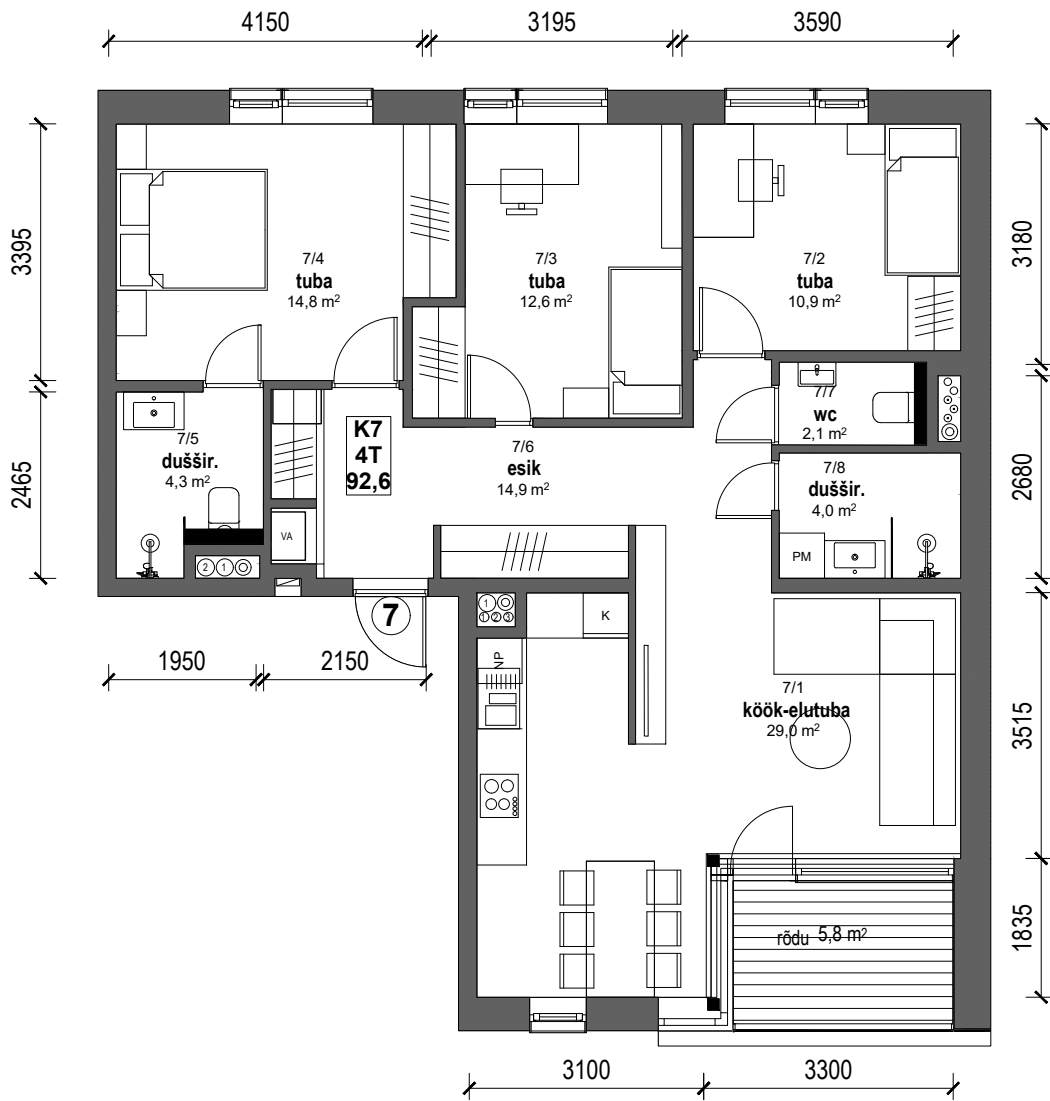 4150
3195
3590
3395
2465
3180
2680
3515
1835
7/4
tuba
14,8 m²
7/3
tuba
12,6 m²
7/2
tuba
10,9 m²
7/5
duššir.
4,3 m²
K7
4T
92,6
7/6
esik
14,9 m²
7/7
wc
2,1 m²
7/8
duššir.
4,0 m²
VA
PM
2 1
7
1
1 2 3
K
NP
1950
2150
7/1
köök-elutuba
29,0 m²
rõdu 5,8 m²
3100
3300